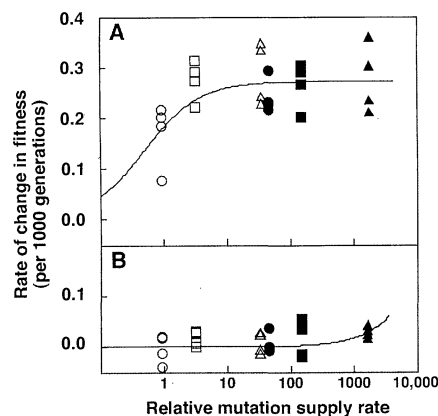 A
0.4
0.3
0.2
0.1
0.0
Rate of change in fitness
(per 1000 generations)
B
0.1
0.0
1 10 100 1000 10,000
Relative mutation supply rate